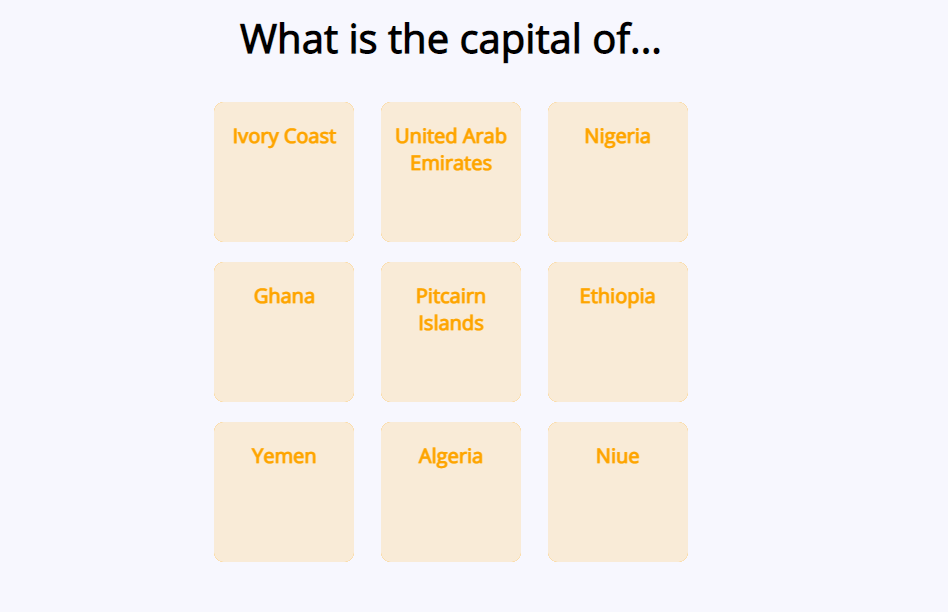 What is the capital of...
Ivory Coast
United Arab
Emirates
Nigeria
Ghana
Pitcairn
Islands
Ethiopia
Yemen
Algeria
Niue